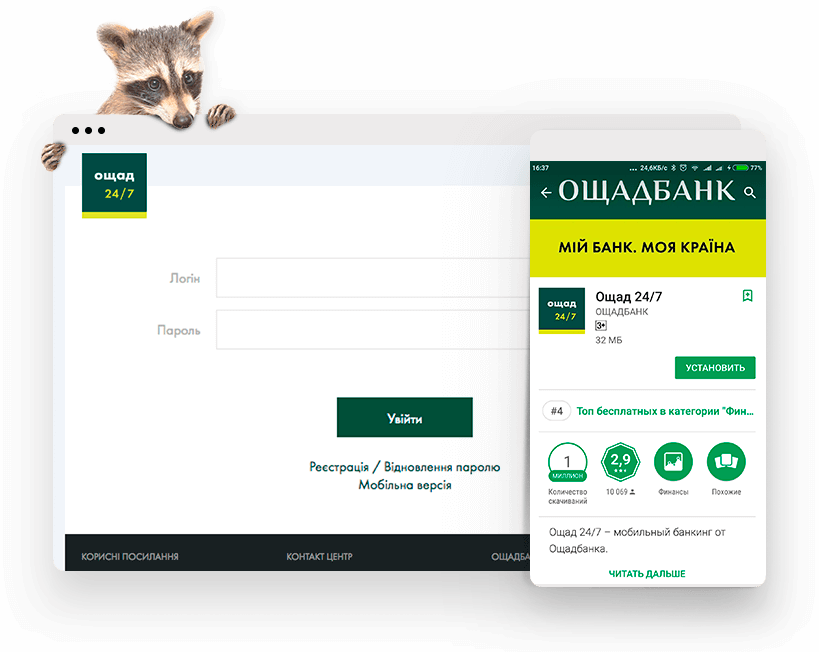 ощад
24/7
Логін
Пароль
Увійти
Реєстрація / Відновлення паролю
Мобільна версія
КОРИСНІ ПОСИЛАННЯ
КОНТАКТ ЦЕНТР
ОЩАДБА
16:37
... 24,6КБ/с
77%
ОЩАДБАНК
МІЙ БАНК. МОЯ КРАЇНА
ощад
24/7
Ощад 24/7
ОЩАДБАНК
3+
32 МБ
УСТАНОВИТЬ
#4 Топ бесплатных в категории "Фин...
1
МИЛЛИОН
Количество
скачиваний
2,9
10 069
Финансы
Похожие
Ощад 24/7 – мобильный банкинг от
Ощадбанка.
ЧИТАТЬ ДАЛЬШЕ